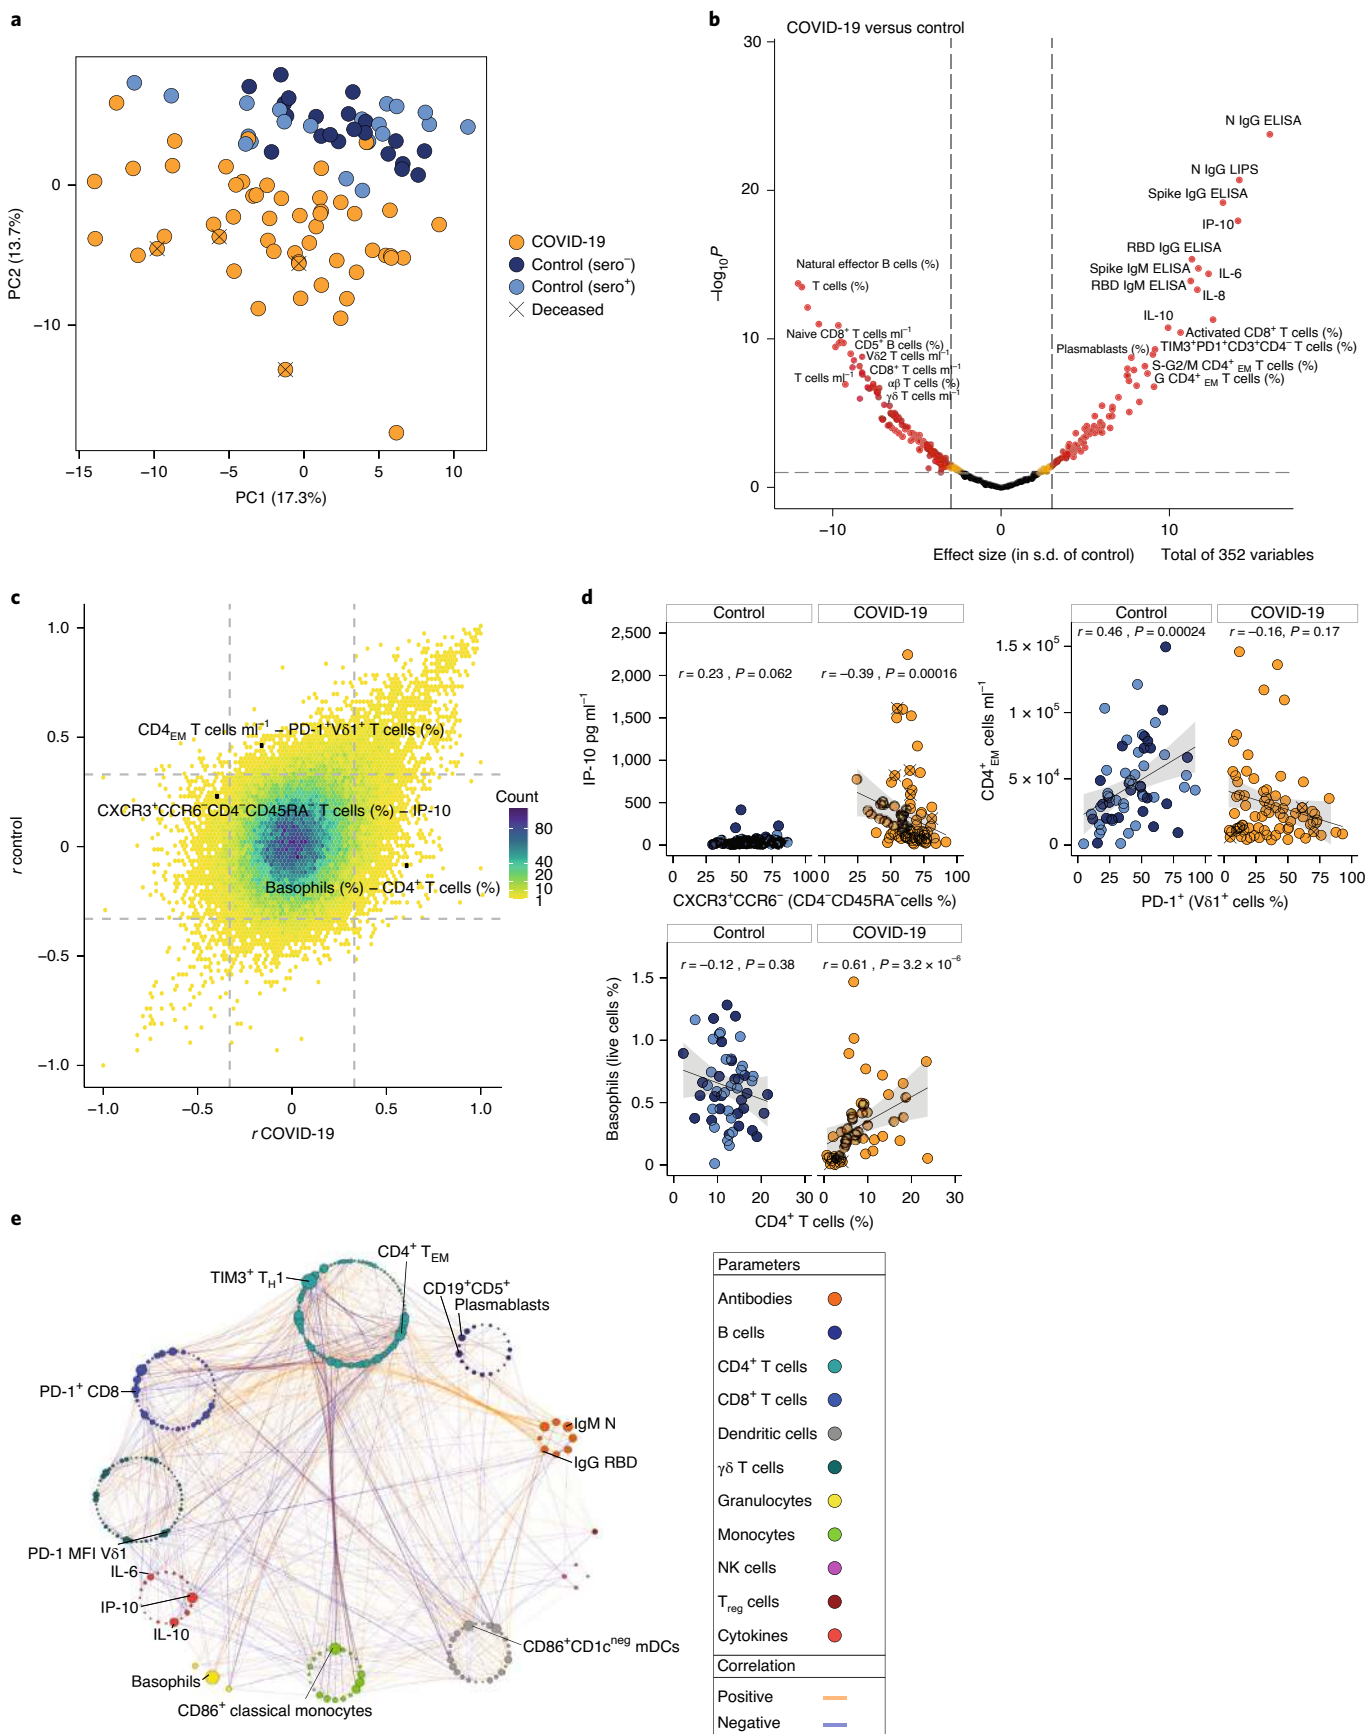 a
0
−10
PC2 (13.7%)
−15 −10 −5 0 5 10
PC1 (17.3%)
COVID-19
Control (sero⁻)
Control (sero⁺)
Deceased
b
COVID-19 versus control
30
20
10
0
−log₁₀P
N IgG ELISA
N IgG LIPS
Spike IgG ELISA
IP-10
RBD IgG ELISA
Spike IgM ELISA
IL-6
RBD IgM ELISA
IL-8
IL-10
Activated CD8⁺ T cells (%)
Plasmablasts (%)
TIM3⁺PD1⁺CD3⁺CD4⁻ T cells (%)
S-G2/M CD4⁺ EM T cells (%)
G CD4⁺ EM T cells (%)
Natural effector B cells (%)
T cells (%)
Naive CD8⁺ T cells ml⁻¹
CD5⁺ B cells (%)
Vδ2 T cells ml⁻¹
CD8⁺ T cells ml⁻¹
T cells ml⁻¹
αβ T cells (%)
γδ T cells ml⁻¹
−10 0 10
Effect size (in s.d. of control) Total of 352 variables
c
1.0
0.5
0
−0.5
−1.0
r control
CD4EM T cells ml⁻¹ – PD-1⁺Vδ1⁺ T cells (%)
CXCR3⁺CCR6⁻CD4⁻CD45RA⁻ T cells (%) – IP-10
Basophils (%) – CD4⁺ T cells (%)
Count
80
40
20
10
1
−1.0 −0.5 0 0.5 1.0
r COVID-19
d
Control COVID-19
2,500
2,000
1,500
1,000
500
0
IP-10 pg ml⁻¹
r = 0.23 , P = 0.062
r = −0.39 , P = 0.00016
0 25 50 75 100 0 25 50 75 100
CXCR3⁺CCR6⁻ (CD4⁻CD45RA⁻cells %)
Control COVID-19
1.5 × 10⁵
1 × 10⁵
5 × 10⁴
0
CD4⁺EM cells ml⁻¹
r = 0.46 , P = 0.00024
r = −0.16, P = 0.17
0 25 50 75 100 0 25 50 75 100
PD-1⁺ (Vδ1⁺ cells %)
Control COVID-19
1.5
1.0
0.5
0
Basophils (live cells %)
r = −0.12 , P = 0.38
r = 0.61 , P = 3.2 × 10⁻⁶
0 10 20 30 0 10 20 30
CD4⁺ T cells (%)
e
CD4⁺ TEM
TIM3⁺ TH1
CD19⁺CD5⁺
Plasmablasts
PD-1⁺ CD8
IgM N
IgG RBD
PD-1 MFI Vδ1
IL-6
IP-10
IL-10
CD86⁺CD1cⁿᵉᵍ mDCs
Basophils
CD86⁺ classical monocytes
Parameters
Antibodies
B cells
CD4⁺ T cells
CD8⁺ T cells
Dendritic cells
γδ T cells
Granulocytes
Monocytes
NK cells
Treg cells
Cytokines
Correlation
Positive
Negative